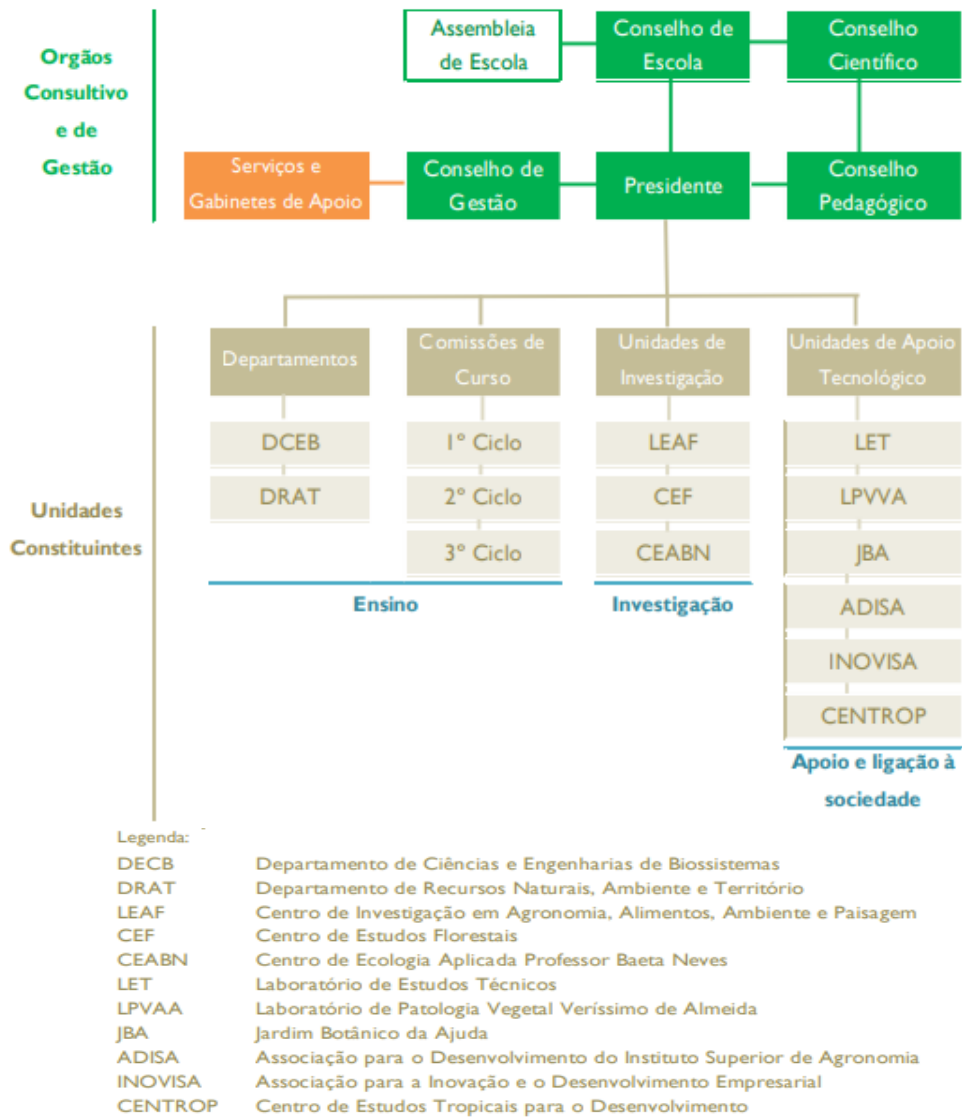 Orgãos
Consultivo
e de
Gestão
Assembleia
de Escola
Conselho de
Escola
Conselho
Científico
Serviços e
Gabinetes de Apoio
Conselho de
Gestão
Presidente
Conselho
Pedagógico
Unidades
Constituintes
Departamentos
Comissões de
Curso
Unidades de
Investigação
Unidades de Apoio
Tecnológico
DCEB
1º Ciclo
LEAF
LET
DRAT
2º Ciclo
CEF
LPVVA
3º Ciclo
CEABN
JBA
Ensino
Investigação
ADISA
INOVISA
CENTROP
Apoio e ligação à
sociedade
Legenda:
DECB Departamento de Ciências e Engenharias de Biossistemas
DRAT Departamento de Recursos Naturais, Ambiente e Território
LEAF Centro de Investigação em Agronomia, Alimentos, Ambiente e Paisagem
CEF Centro de Estudos Florestais
CEABN Centro de Ecologia Aplicada Professor Baeta Neves
LET Laboratório de Estudos Técnicos
LPVAA Laboratório de Patologia Vegetal Veríssimo de Almeida
JBA Jardim Botânico da Ajuda
ADISA Associação para o Desenvolvimento do Instituto Superior de Agronomia
INOVISA Associação para a Inovação e o Desenvolvimento Empresarial
CENTROP Centro de Estudos Tropicais para o Desenvolvimento